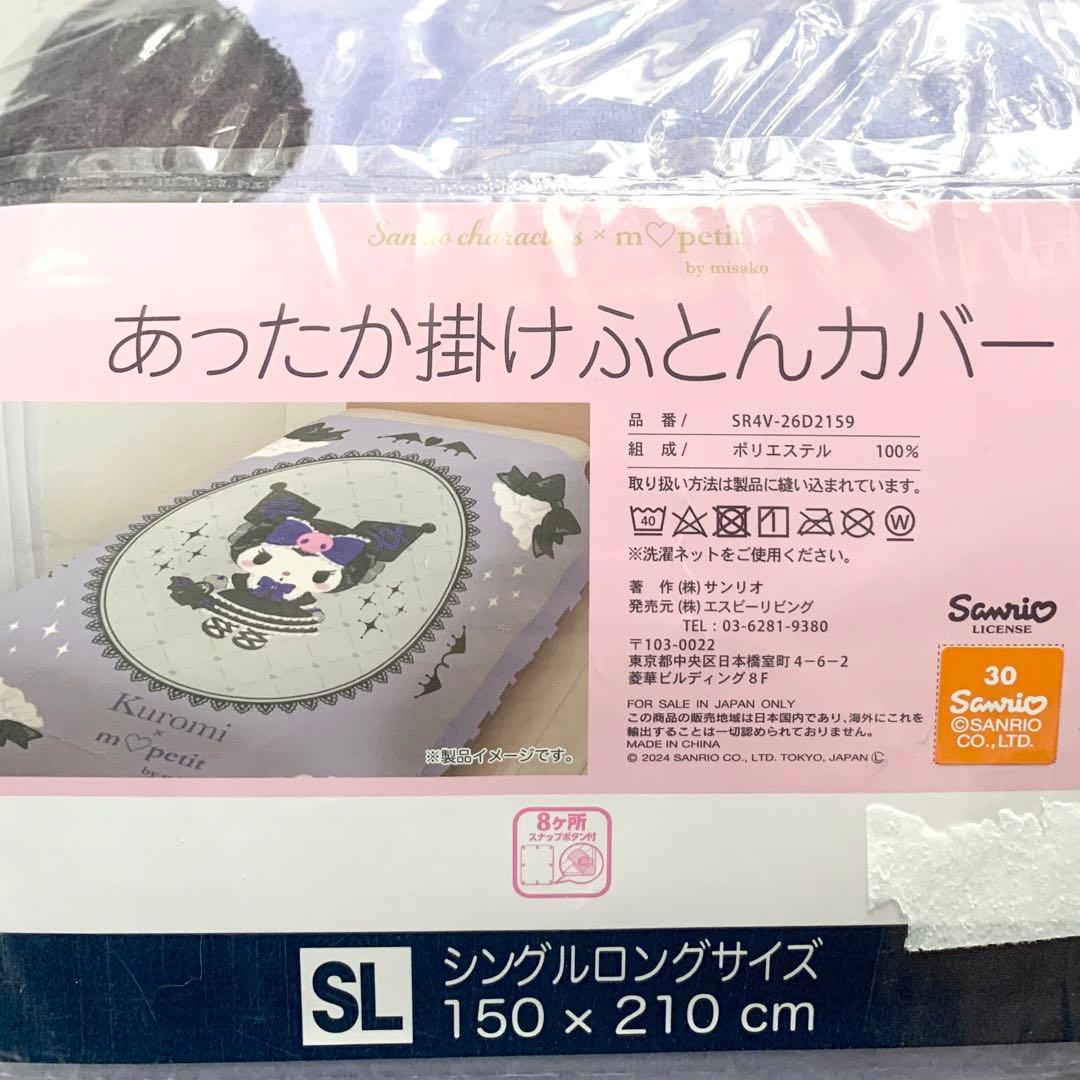 Sanrio characters × m♡petit
by misako
あったか掛けふとんカバー
品 番 / SR4V-26D2159
組 成 / ポリエステル 100%
取り扱い方法は製品に縫い込まれています。
40
W
※洗濯ネットをご使用ください。
著 作 (株) サンリオ
発売元 (株) エスピーリビング
TEL : 03-6281-9380
〒103-0022
東京都中央区日本橋室町4-6-2
菱華ビルディング8F
FOR SALE IN JAPAN ONLY
この商品の販売地域は日本国内であり、海外にこれを
輸出することは一切認められておりません。
MADE IN CHINA
© 2024 SANRIO CO., LTD. TOKYO, JAPAN Ⓛ
Sanrio
LICENSE
30
Sanrio
©SANRIO
CO.,LTD.
Kuromi
×
m♡petit
※製品イメージです。
8ヶ所
スナップボタン付
SL
シングルロングサイズ
150 × 210 cm